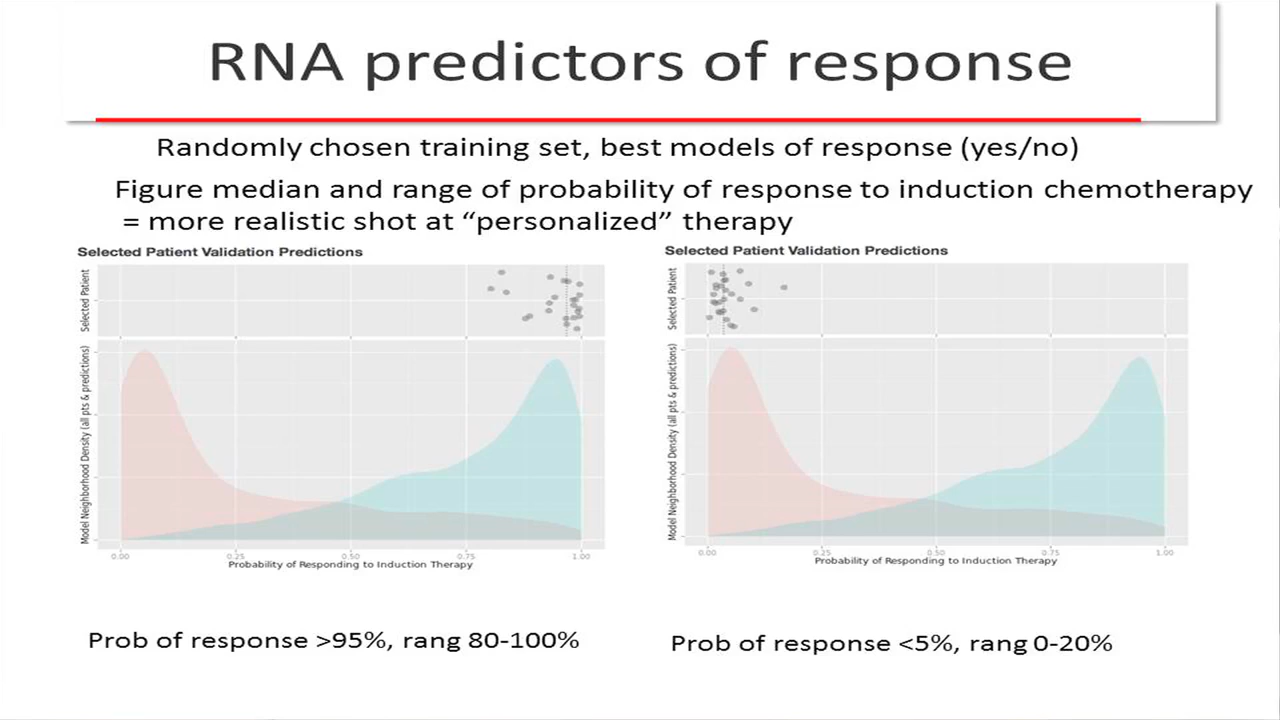 RNA predictors of response
Randomly chosen training set, best models of response (yes/no)
Figure median and range of probability of response to induction chemotherapy
= more realistic shot at “personalized” therapy
Selected Patient Validation Predictions
Selected Patient
Model Neighborhood Density (all pts & predictions)
0.00 0.25 0.50 0.75 1.00
Probability of Responding to Induction Therapy
Prob of response >95%, rang 80-100%
Selected Patient Validation Predictions
Selected Patient
Model Neighborhood Density (all pts & predictions)
0.00 0.25 0.50 0.75 1.00
Probability of Responding to Induction Therapy
Prob of response <5%, rang 0-20%